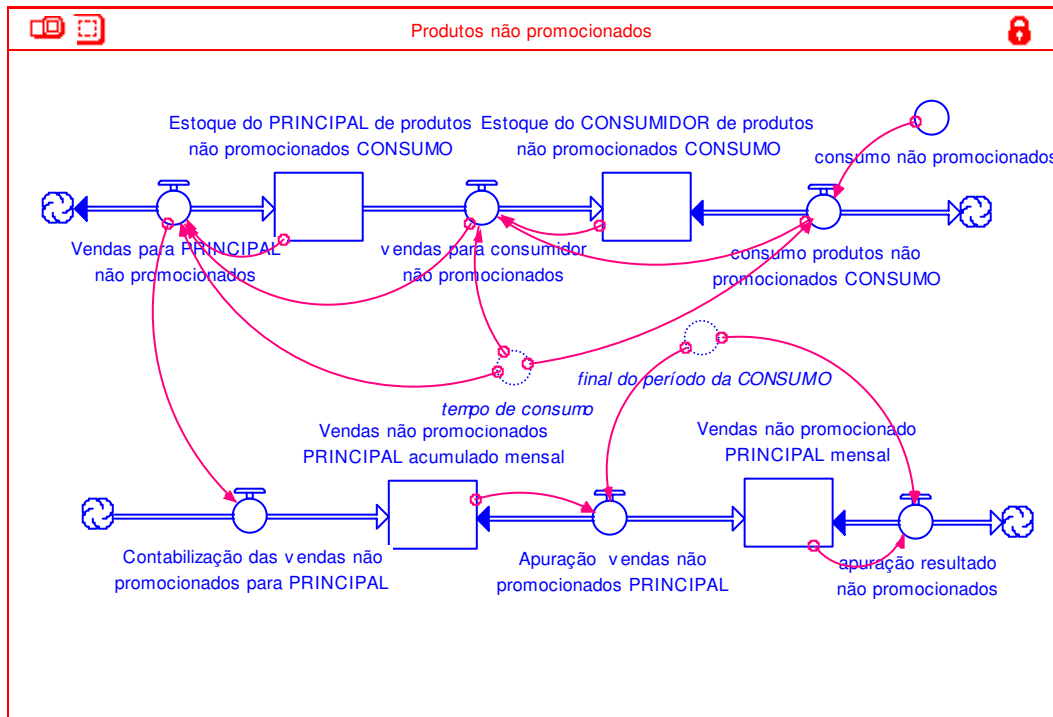 Produtos não promocionados
Estoque do PRINCIPAL de produtos
não promocionados CONSUMO
Estoque do CONSUMIDOR de produtos
não promocionados CONSUMO
consumo não promocionados
Vendas para PRINCIPAL
não promocionados
vendas para consumidor
não promocionados
consumo produtos não
promocionados CONSUMO
final do período da CONSUMO
tempo de consumo
Vendas não promocionados
PRINCIPAL acumulado mensal
Vendas não promocionado
PRINCIPAL mensal
Contabilização das vendas não
promocionados para PRINCIPAL
Apuração vendas não
promocionados PRINCIPAL
apuração resultado
não promocionados